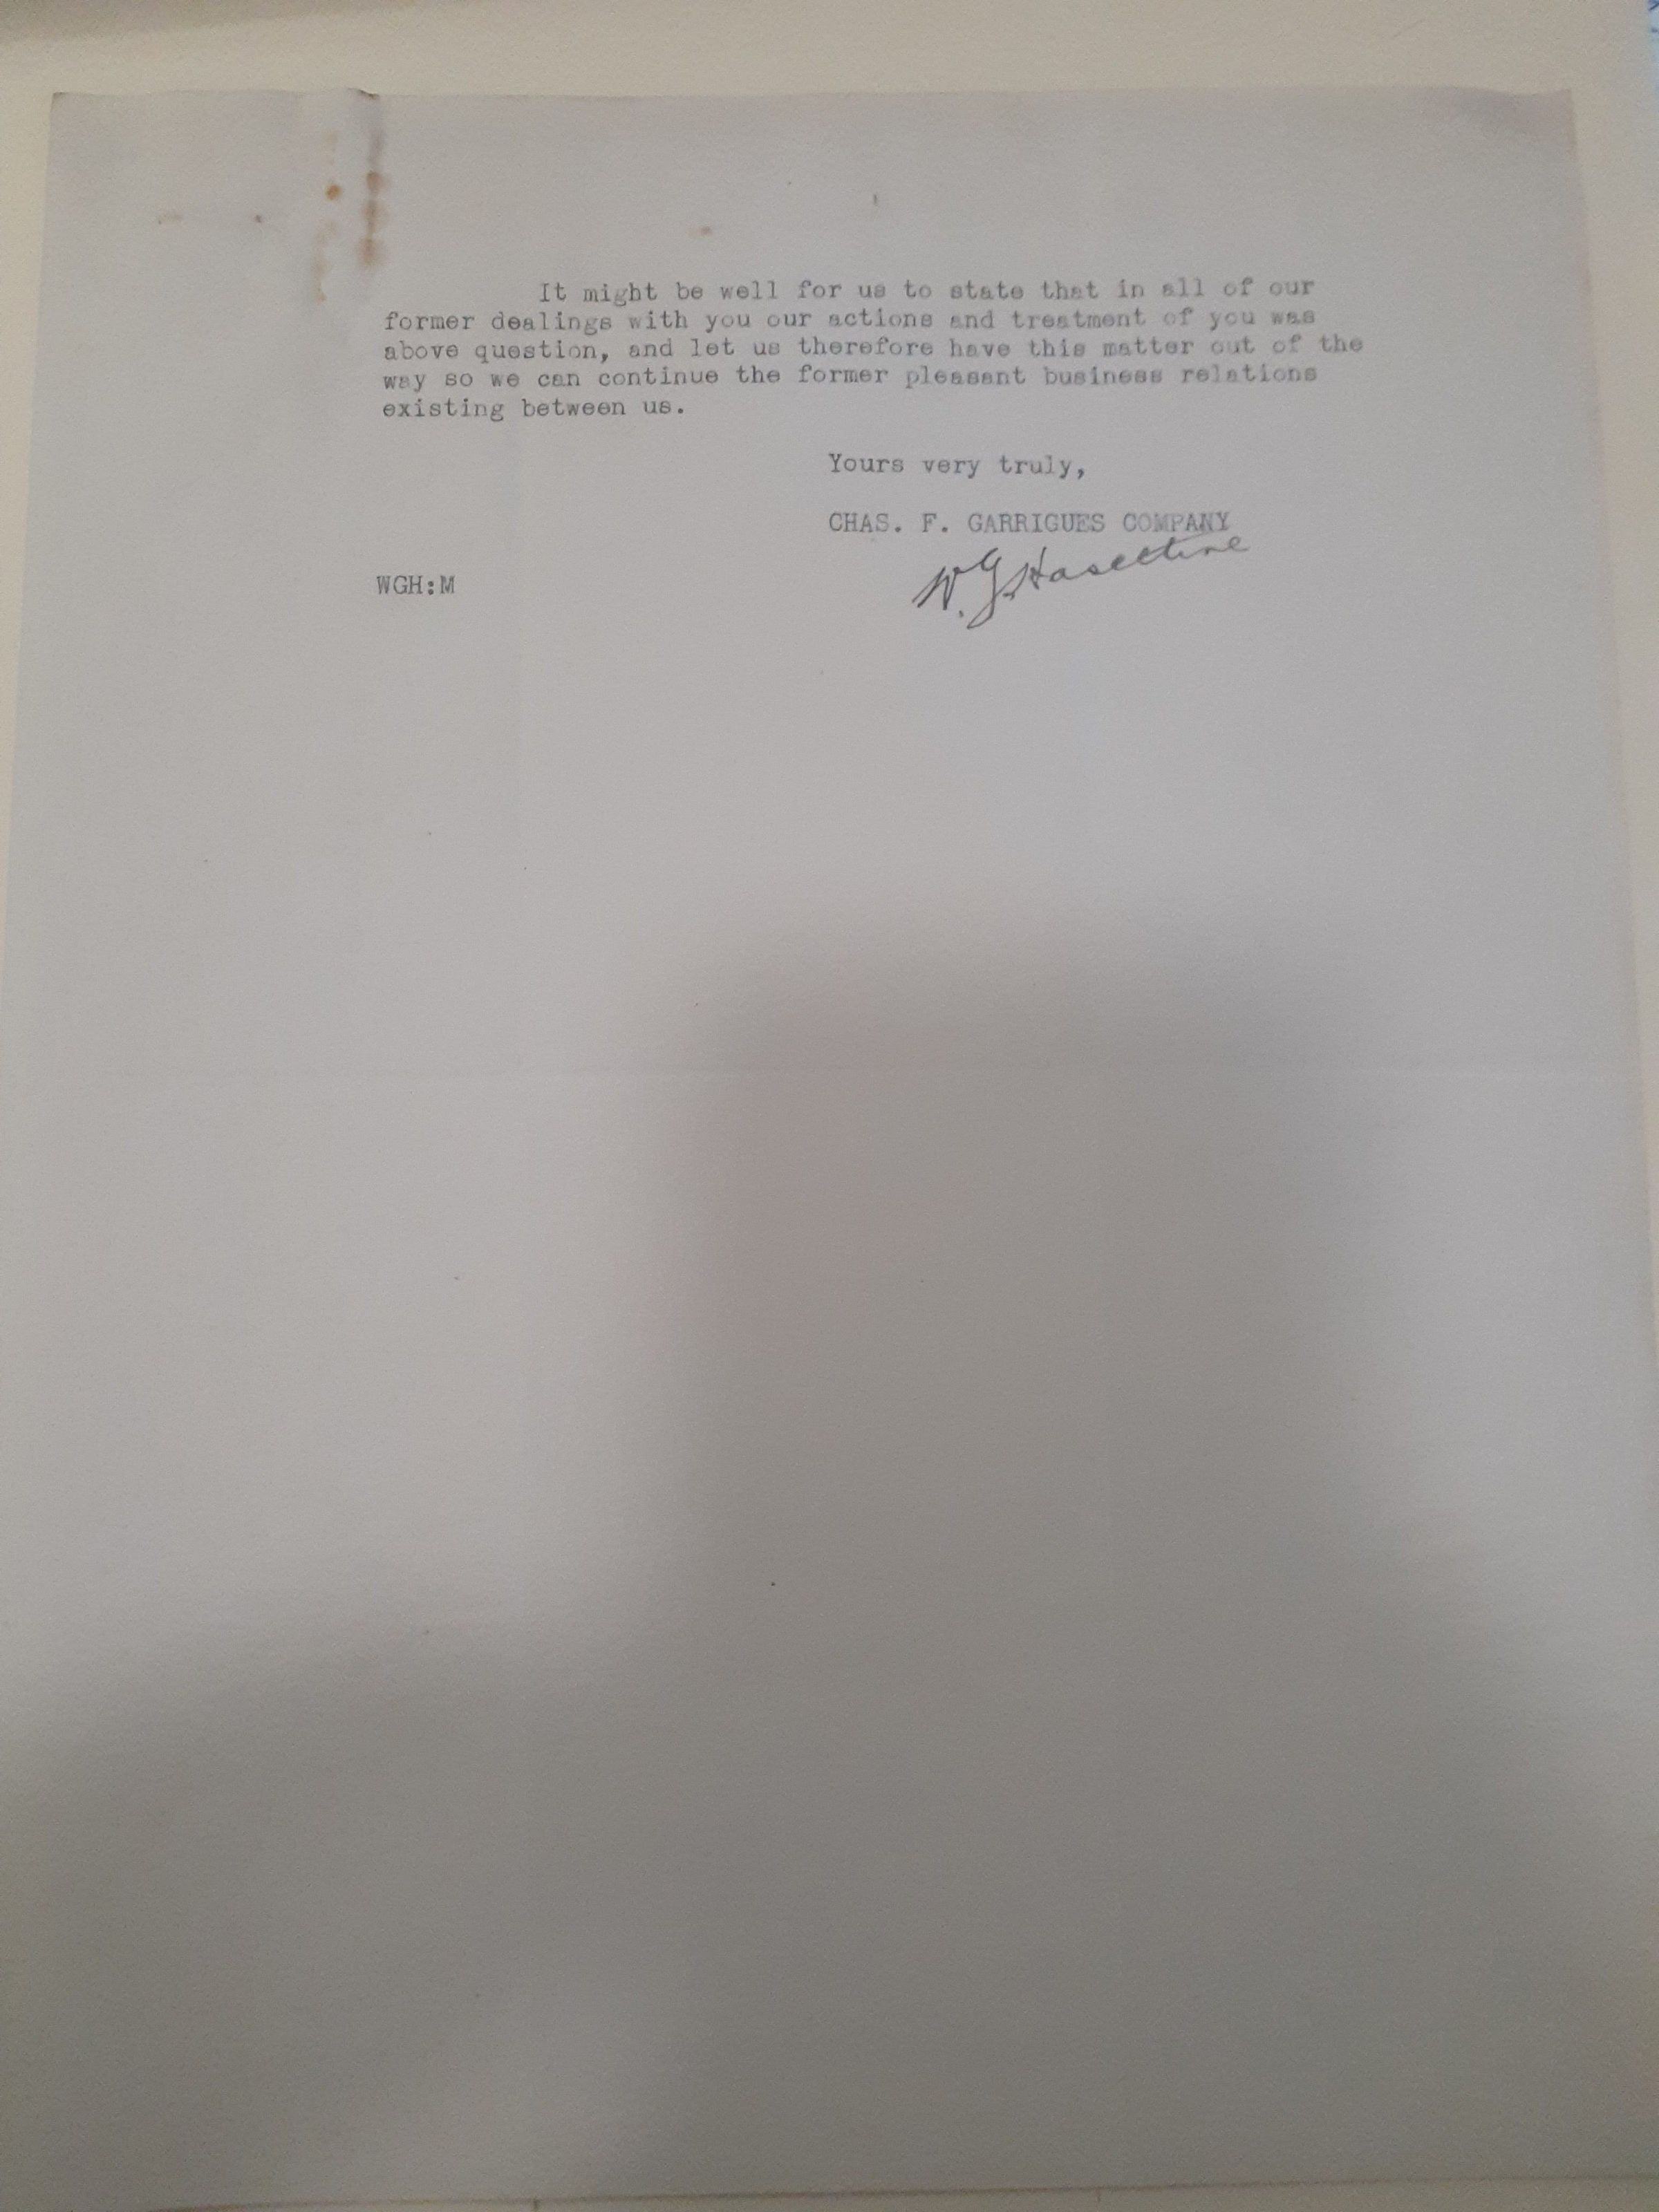 It might be well for us to state that in all of our
former dealings with you our actions and treatment of you was
above question, and let us therefore have this matter out of the
way so we can continue the former pleasant business relations
existing between us.
Yours very truly,
CHAS. F. GARRIGUES COMPANY
W.G. Haseltine
WGH:M